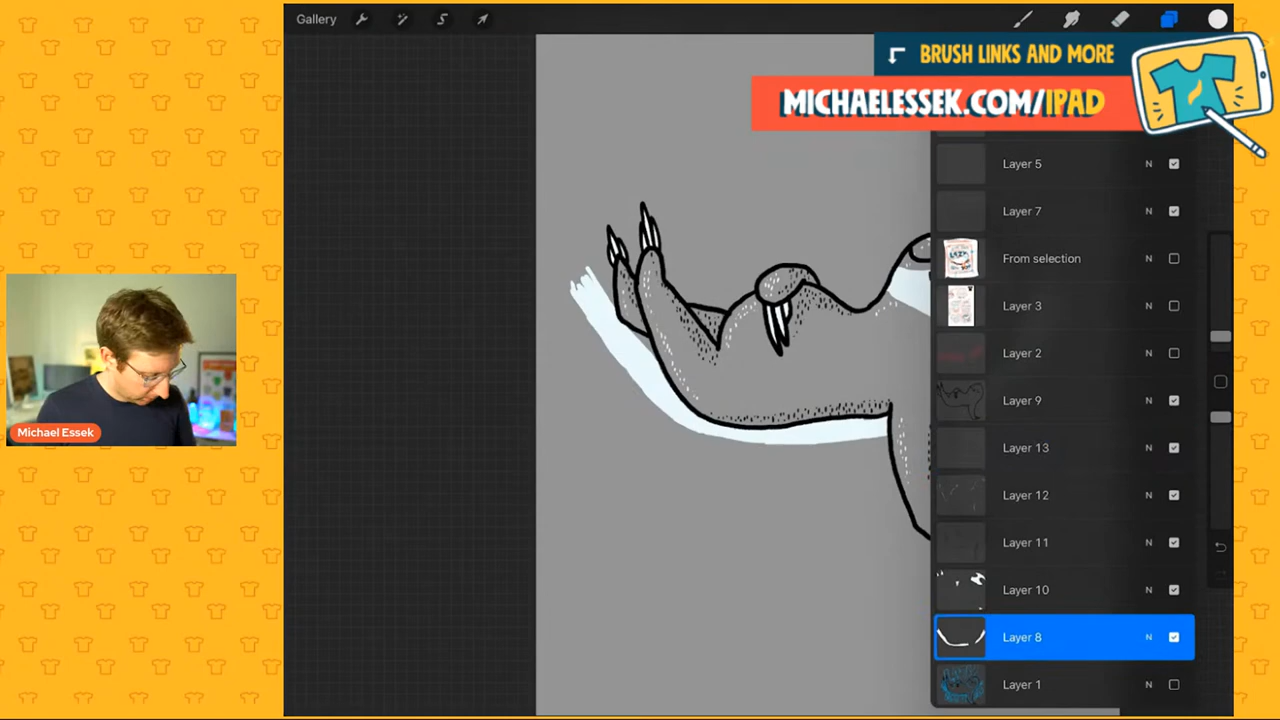 Gallery
BRUSH LINKS AND MORE
MICHAELESSEK.COM/IPAD
Layer 5 N
Layer 7 N
From selection N
Layer 3 N
Layer 2 N
Layer 9 N
Layer 13 N
Layer 12 N
Layer 11 N
Layer 10 N
Layer 8 N
Layer 1 N
Michael Essek